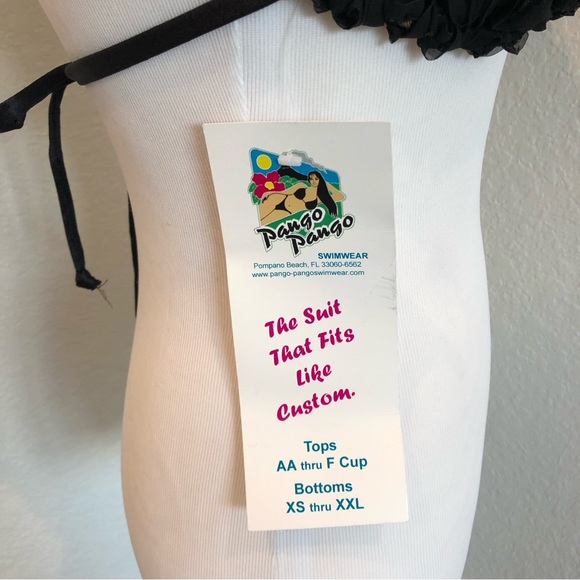 Pango
Pango
SWIMWEAR
Pompano Beach, FL 33060-6562
www.pango-pangoswimwear.com
The Suit
That Fits
Like
Custom.
Tops
AA thru F Cup
Bottoms
XS thru XXL